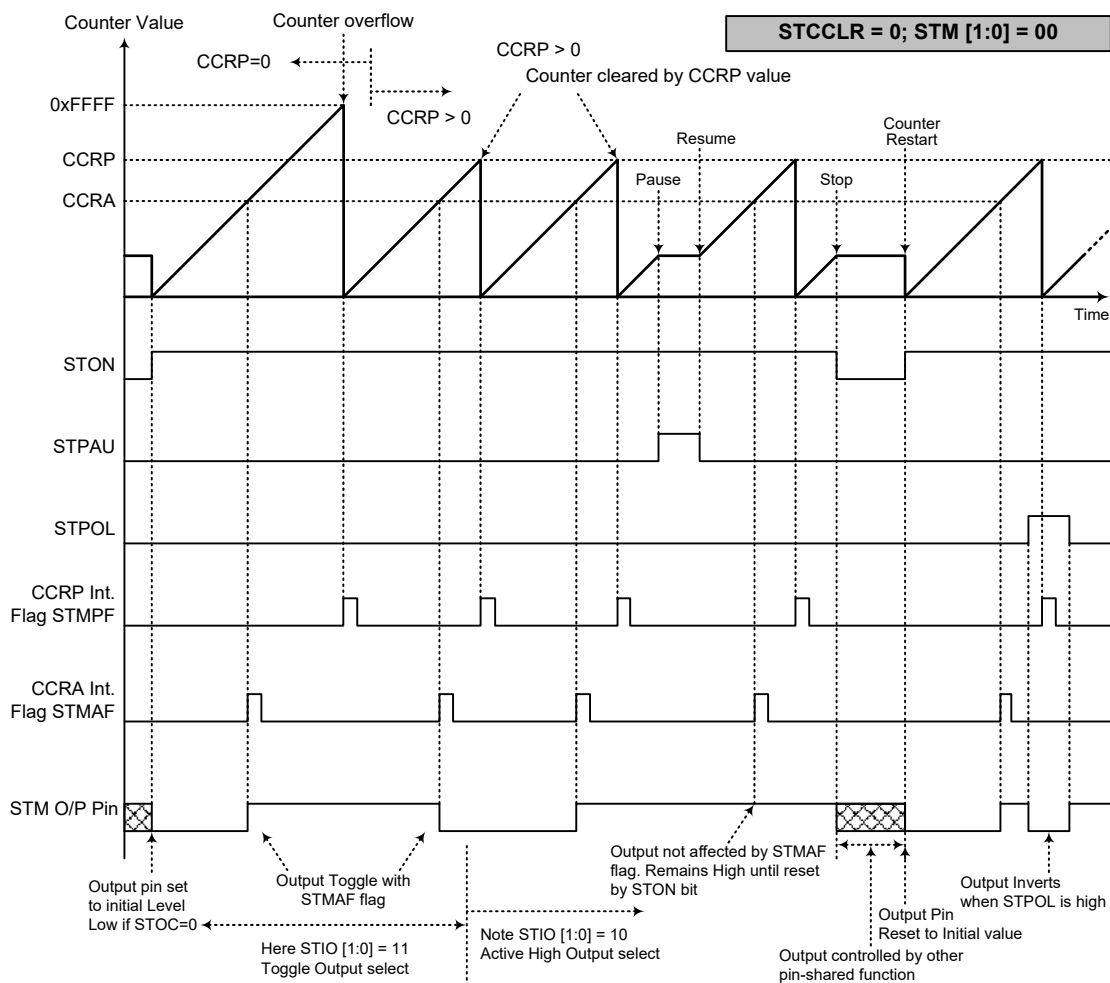 Counter Value
Counter overflow
STCCLR = 0; STM [1:0] = 00
CCRP=0
CCRP > 0
CCRP > 0
Counter cleared by CCRP value
0xFFFF
CCRP
CCRA
Pause
Resume
Stop
Counter
Restart
Time
STON
STPAU
STPOL
CCRP Int.
Flag STMPF
CCRA Int.
Flag STMAF
STM O/P Pin
Output pin set
to initial Level
Low if STOC=0
Output Toggle with
STMAF flag
Here STIO [1:0] = 11
Toggle Output select
Note STIO [1:0] = 10
Active High Output select
Output not affected by STMAF
flag. Remains High until reset
by STON bit
Output controlled by other
pin-shared function
Output Pin
Reset to Initial value
Output Inverts
when STPOL is high